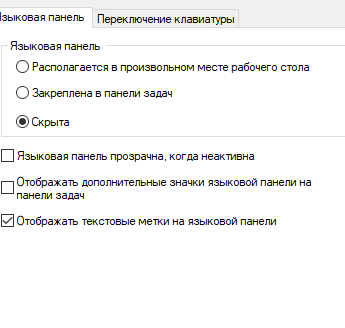 Языковая панель Переключение клавиатуры
Языковая панель
Располагается в произвольном месте рабочего стола
Закреплена в панели задач
Скрыта
Языковая панель прозрачна, когда неактивна
Отображать дополнительные значки языковой панели на
панели задач
Отображать текстовые метки на языковой панели